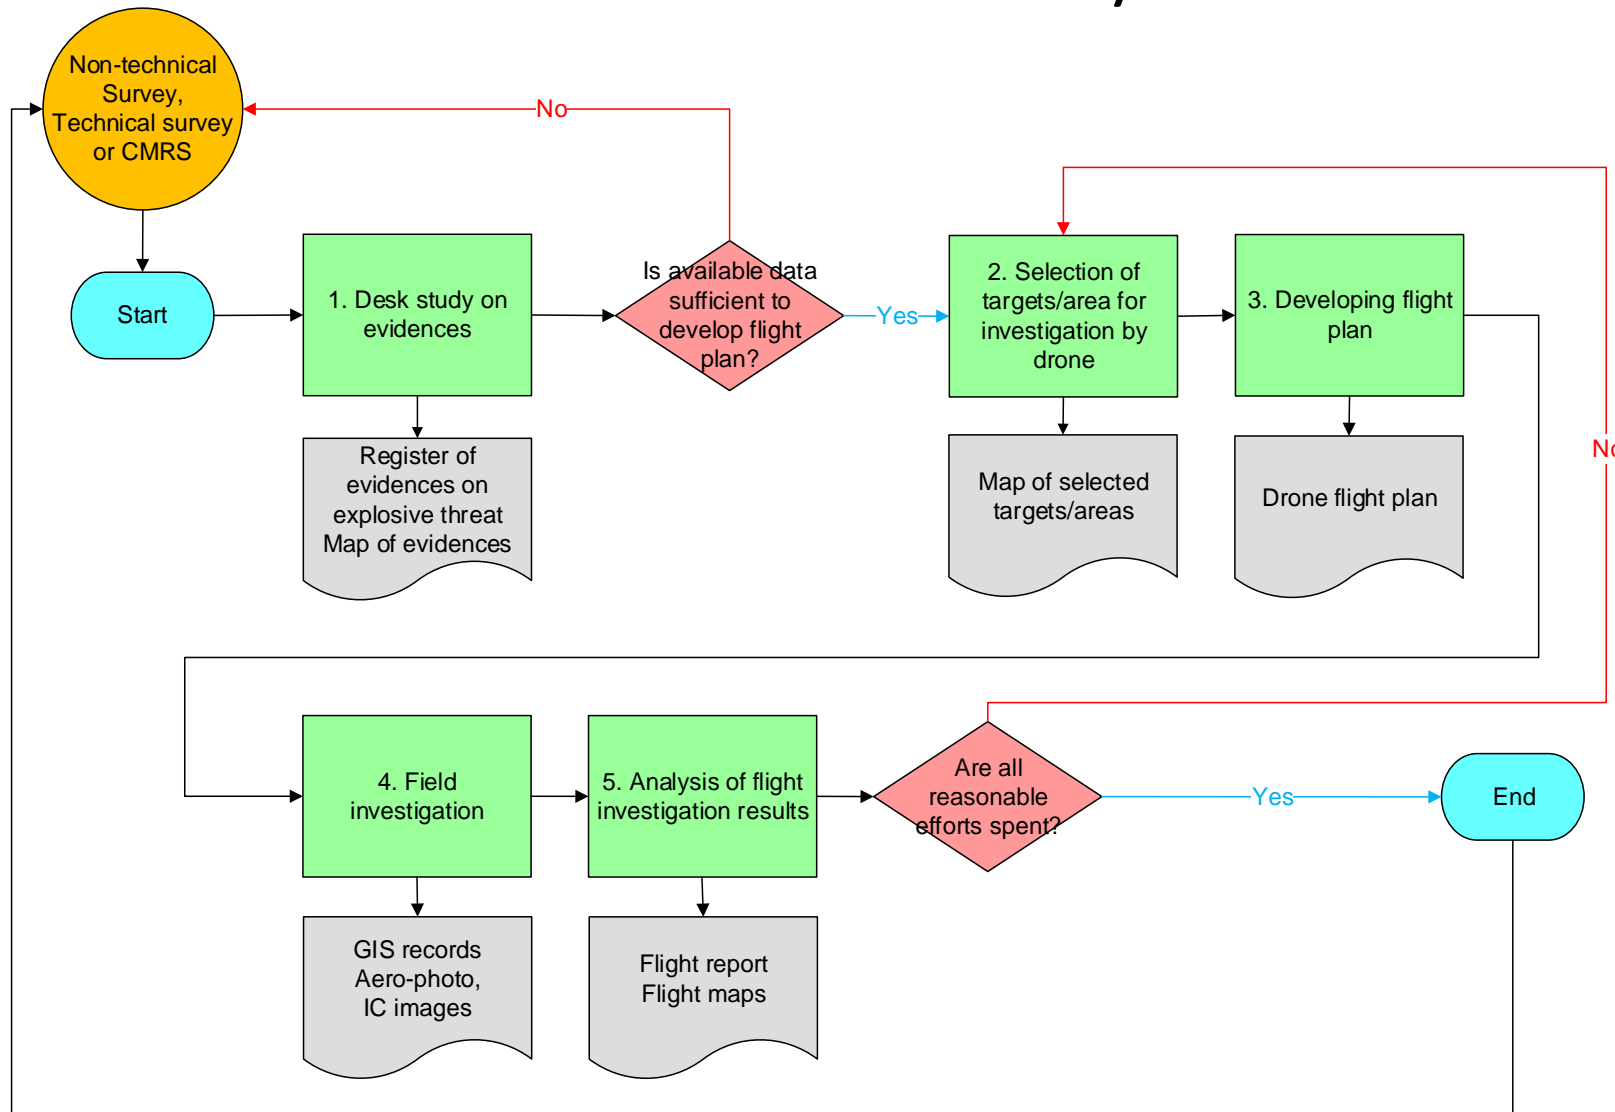 Non-technical
Survey,
Technical survey
or CMRS
No
Start
1. Desk study on
evidences
Is available data
sufficient to
develop flight
plan?
Yes
2. Selection of
targets/area for
investigation by
drone
3. Developing flight
plan
No
Register of
evidences on
explosive threat
Map of evidences
Map of selected
targets/areas
Drone flight plan
4. Field
investigation
5. Analysis of flight
investigation results
Are all
reasonable
efforts spent?
Yes
End
GIS records
Aero-photo,
IC images
Flight report
Flight maps